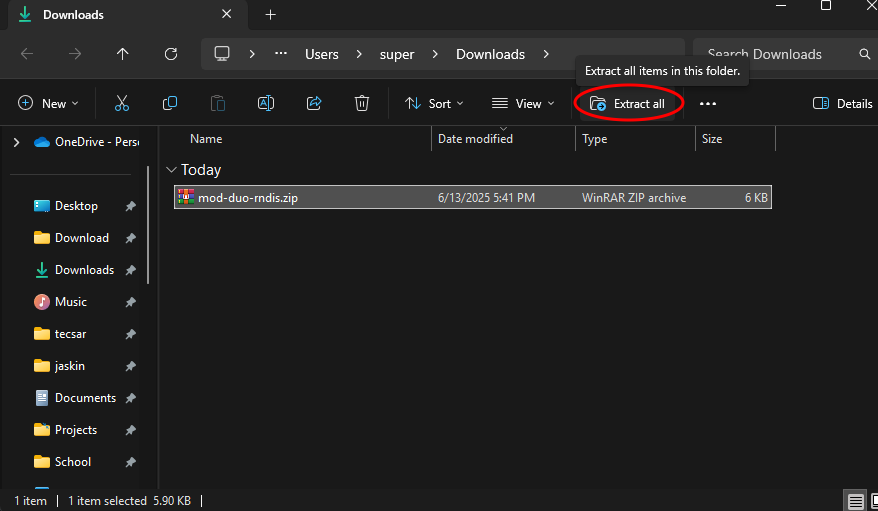 Downloads
Users
super
Downloads
Search Downloads
Extract all items in this folder.
New
Sort
View
Extract all
Details
OneDrive - Pers
Name
Date modified
Type
Size
Today
mod-duo-rndis.zip
6/13/2025 5:41 PM
WinRAR ZIP archive
6 KB
Desktop
Download
Downloads
Music
tecsar
jaskin
Documents
Projects
School
1 item
1 item selected 5.90 KB